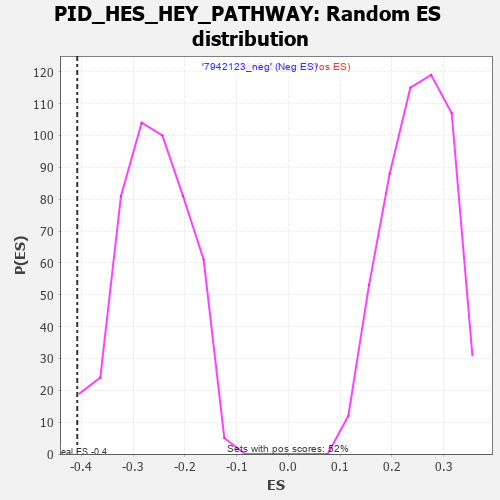 PID_HES_HEY_PATHWAY: Random ES
distribution
'7942123_neg' (Neg ES)
os ES)
P(ES)
120
110
100
90
80
70
60
50
40
30
20
10
0
eal ES -0.4
Sets with pos scores: 52%
-0.4 -0.3 -0.2 -0.1 0.0 0.1 0.2 0.3
ES